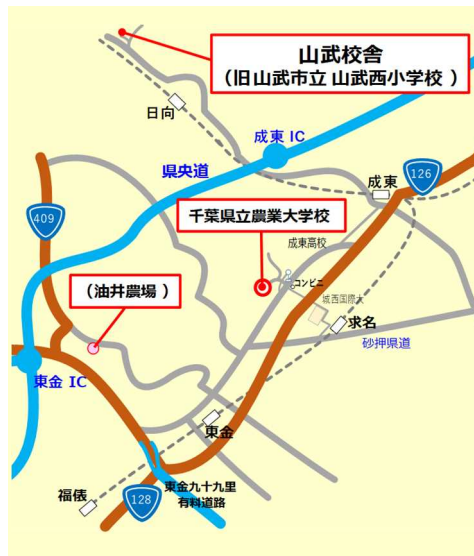 山武校舎
（旧山武市立 山武西小学校 ）
日向
成東 IC
県央道
成東
126
409
千葉県立農業大学校
成東高校
コンビニ
（油井農場 ）
城西国際大
求名
砂押県道
東金 IC
東金
東金九十九里
有料道路
福俵
128